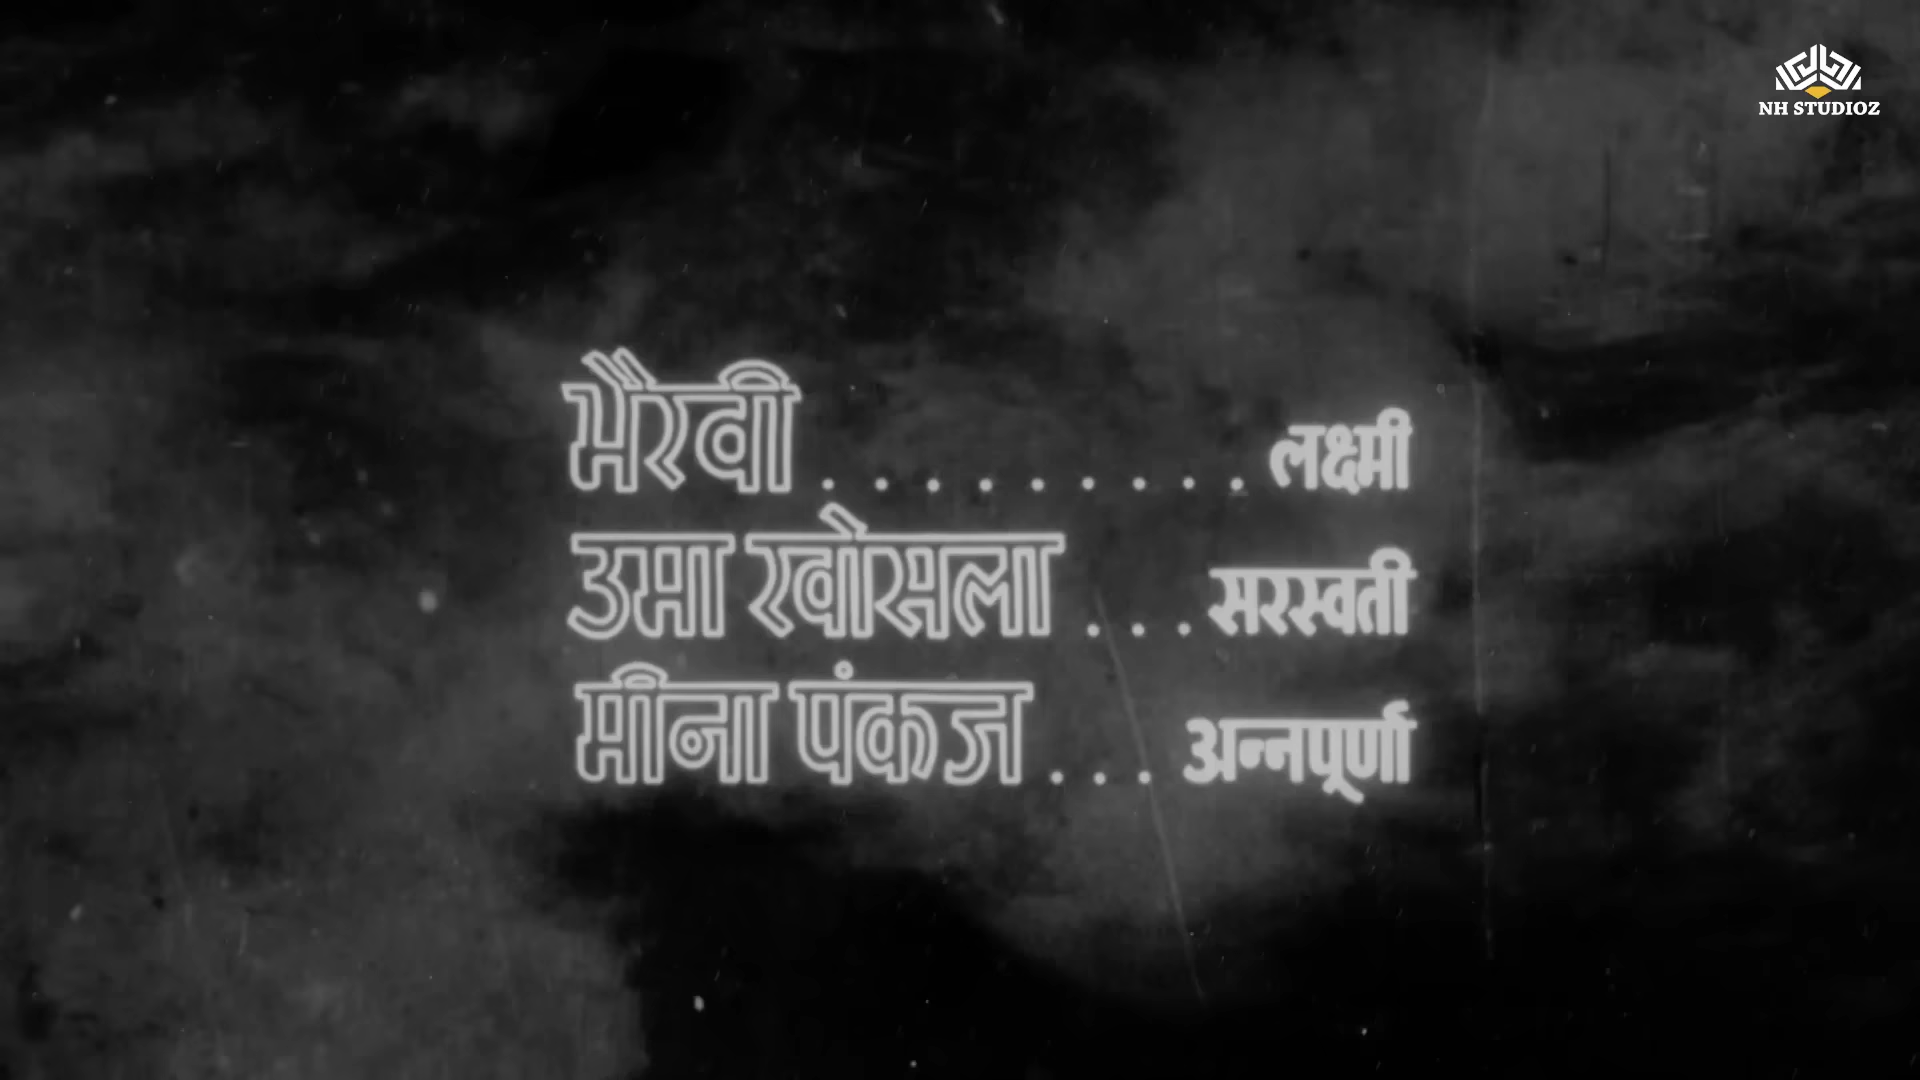 NH STUDIOZ
भैरवी . . . . . . . . . लक्ष्मी
उमा खोसला . . . सरस्वती
मीना पंकज . . . अन्नपूर्णा